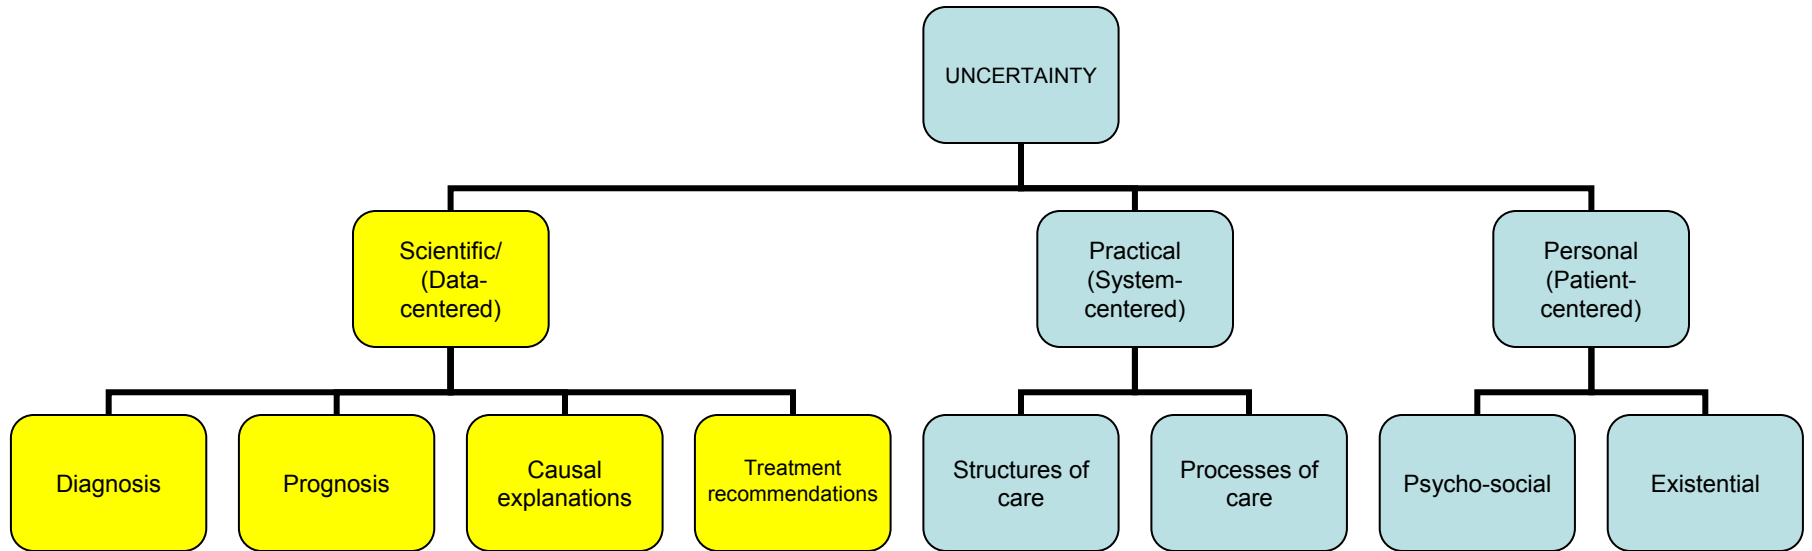 UNCERTAINTY
Scientific/
(Data-
centered)
Practical
(System-
centered)
Personal
(Patient-
centered)
Diagnosis
Prognosis
Causal
explanations
Treatment
recommendations
Structures of
care
Processes of
care
Psycho-social
Existential